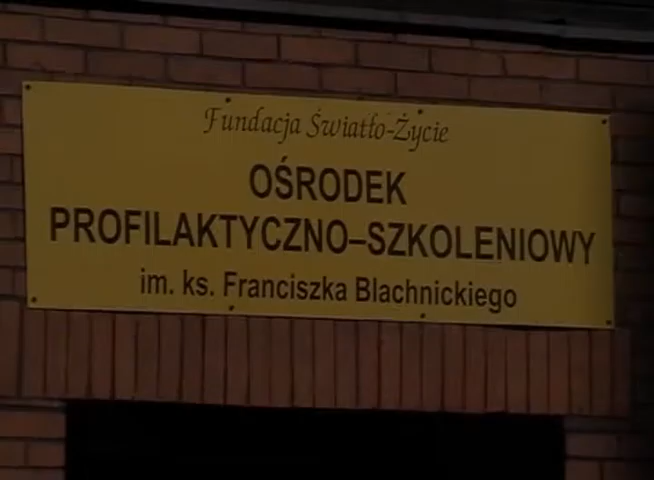 Fundacja Światło-Życie
OŚRODEK
PROFILAKTYCZNO–SZKOLENIOWY
im. ks. Franciszka Blachnickiego